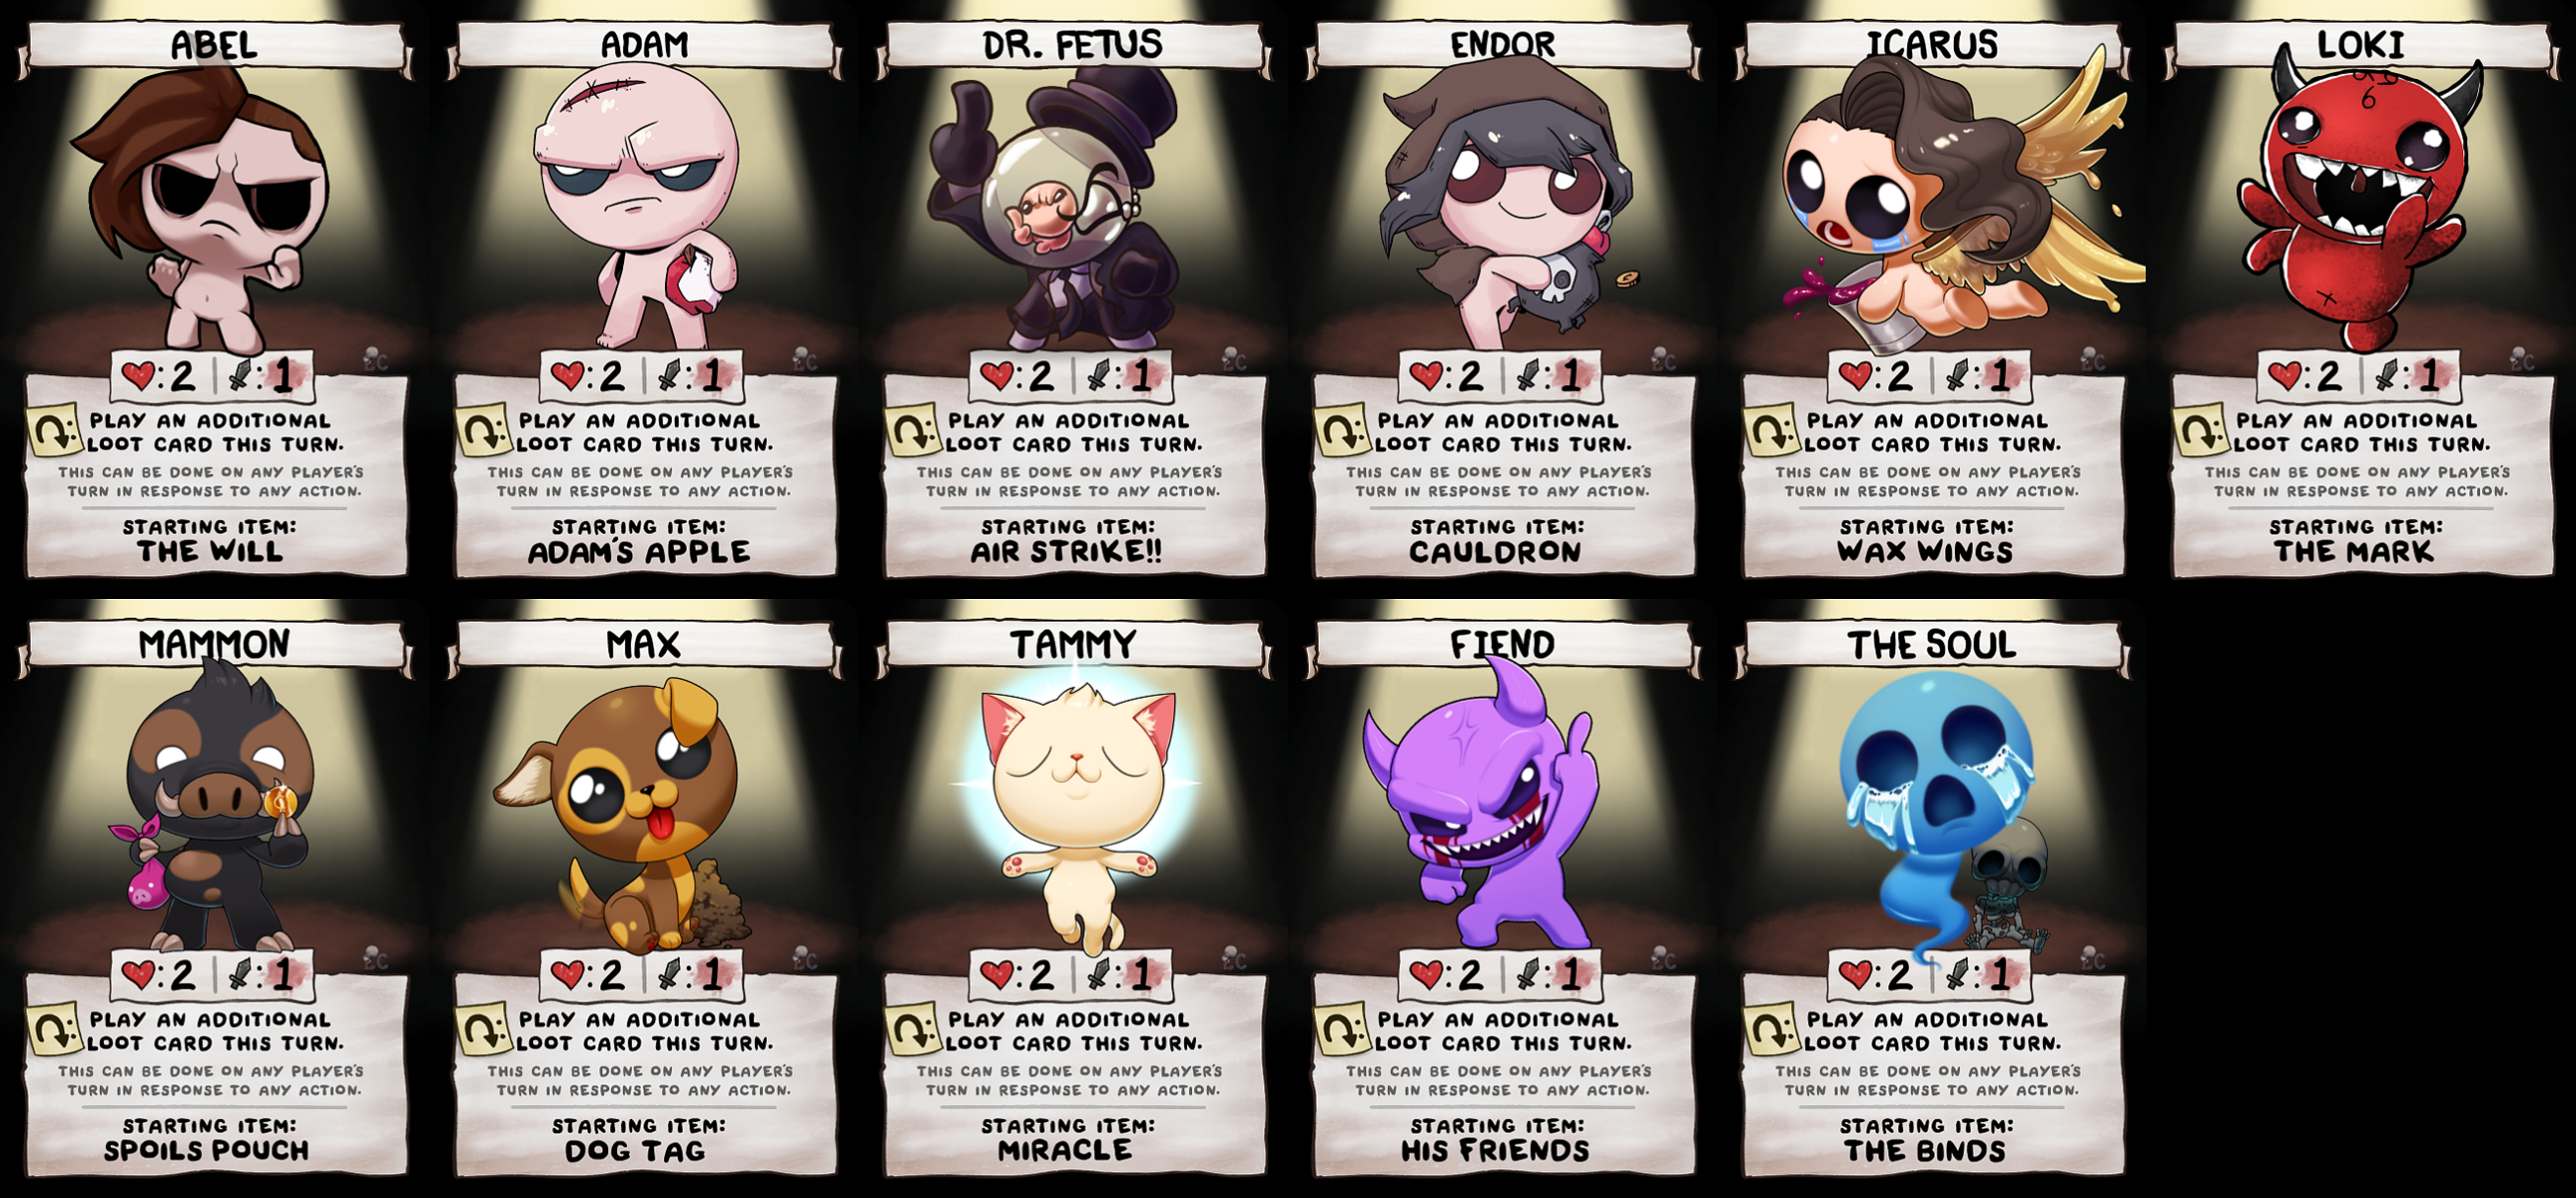 ABEL
♥: 2 | : 1
PLAY AN ADDITIONAL
LOOT CARD THIS TURN.
THIS CAN BE DONE ON ANY PLAYER'S
TURN IN RESPONSE TO ANY ACTION.
STARTING ITEM:
THE WILL
ADAM
: 2 | : 1
EC
PLAY AN ADDITIONAL
LOOT CARD THIS TURN.
THIS CAN BE DONE ON ANY PLAYER'S
TURN IN RESPONSE TO ANY ACTION.
STARTING ITEM:
ADAM'S APPLE
DR. FETUS
: 2 | : 1
EC
PLAY AN ADDITIONAL
LOOT CARD THIS TURN.
THIS CAN BE DONE ON ANY PLAYER'S
TURN IN RESPONSE TO ANY ACTION.
STARTING ITEM:
AIR STRIKE!!
ENDOR
: 2 | : 1
EC
PLAY AN ADDITIONAL
LOOT CARD THIS TURN.
THIS CAN BE DONE ON ANY PLAYER'S
TURN IN RESPONSE TO ANY ACTION.
STARTING ITEM:
CAULDRON
ICARUS
: 2 | : 1
EC
PLAY AN ADDITIONAL
LOOT CARD THIS TURN.
THIS CAN BE DONE ON ANY PLAYER'S
TURN IN RESPONSE TO ANY ACTION.
STARTING ITEM:
WAX WINGS
LOKI
6
: 2 | : 1
EC
PLAY AN ADDITIONAL
LOOT CARD THIS TURN.
THIS CAN BE DONE ON ANY PLAYER'S
TURN IN RESPONSE TO ANY ACTION.
STARTING ITEM:
THE MARK
MAMMON
: 2 | : 1
EC
PLAY AN ADDITIONAL
LOOT CARD THIS TURN.
THIS CAN BE DONE ON ANY PLAYER'S
TURN IN RESPONSE TO ANY ACTION.
STARTING ITEM:
SPOILS POUCH
MAX
: 2 | : 1
EC
PLAY AN ADDITIONAL
LOOT CARD THIS TURN.
THIS CAN BE DONE ON ANY PLAYER'S
TURN IN RESPONSE TO ANY ACTION.
STARTING ITEM:
DOG TAG
TAMMY
: 2 | : 1
EC
PLAY AN ADDITIONAL
LOOT CARD THIS TURN.
THIS CAN BE DONE ON ANY PLAYER'S
TURN IN RESPONSE TO ANY ACTION.
STARTING ITEM:
MIRACLE
FIEND
: 2 | : 1
EC
PLAY AN ADDITIONAL
LOOT CARD THIS TURN.
THIS CAN BE DONE ON ANY PLAYER'S
TURN IN RESPONSE TO ANY ACTION.
STARTING ITEM:
HIS FRIENDS
THE SOUL
: 2 | : 1
EC
PLAY AN ADDITIONAL
LOOT CARD THIS TURN.
THIS CAN BE DONE ON ANY PLAYER'S
TURN IN RESPONSE TO ANY ACTION.
STARTING ITEM:
THE BINDS